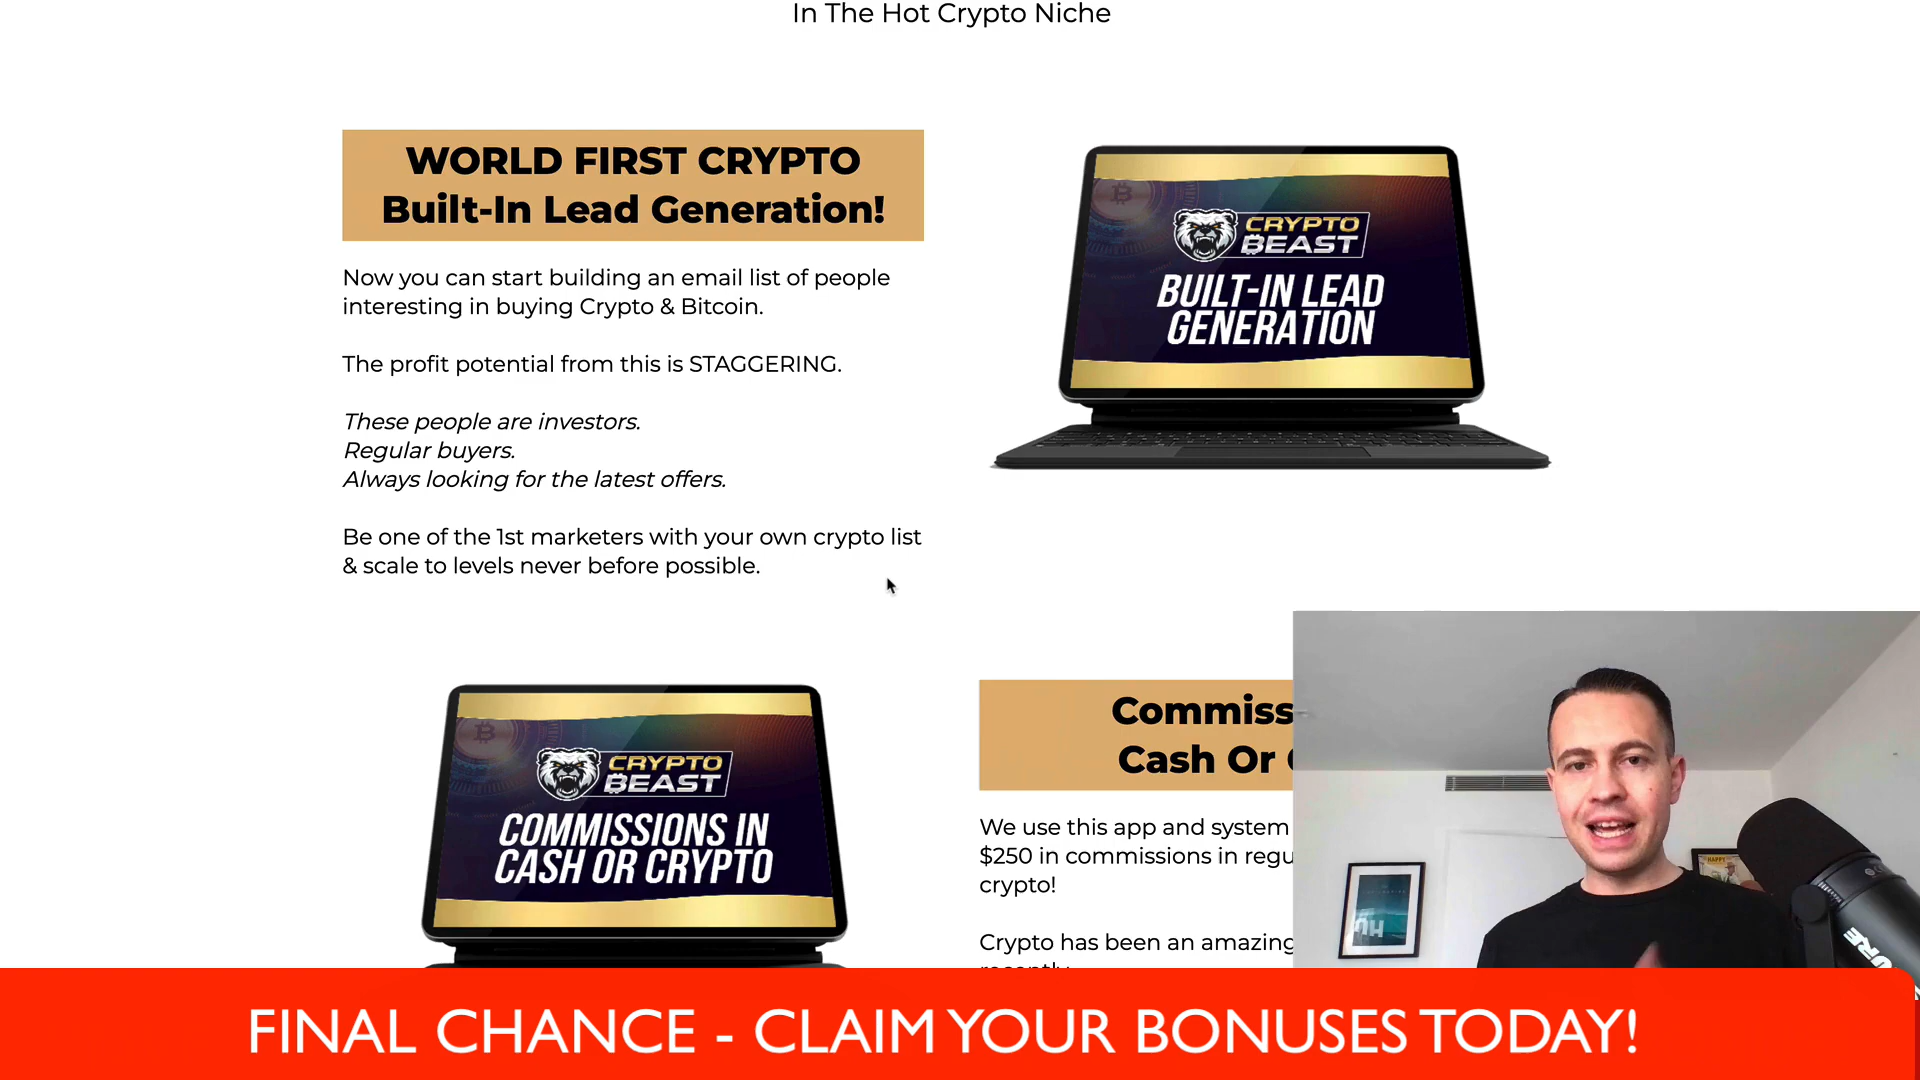 In The Hot Crypto Niche
WORLD FIRST CRYPTO
Built-In Lead Generation!
Now you can start building an email list of people
interesting in buying Crypto & Bitcoin.
The profit potential from this is STAGGERING.
These people are investors.
Regular buyers.
Always looking for the latest offers.
Be one of the 1st marketers with your own crypto list
& scale to levels never before possible.
CRYPTO
BEAST
BUILT-IN LEAD
GENERATION
CRYPTO
BEAST
COMMISSIONS IN
CASH OR CRYPTO
Commiss
Cash Or
We use this app and system
$250 in commissions in regu
crypto!
Crypto has been an amazing
recently
HAPPY
FINAL CHANCE - CLAIM YOUR BONUSES TODAY!